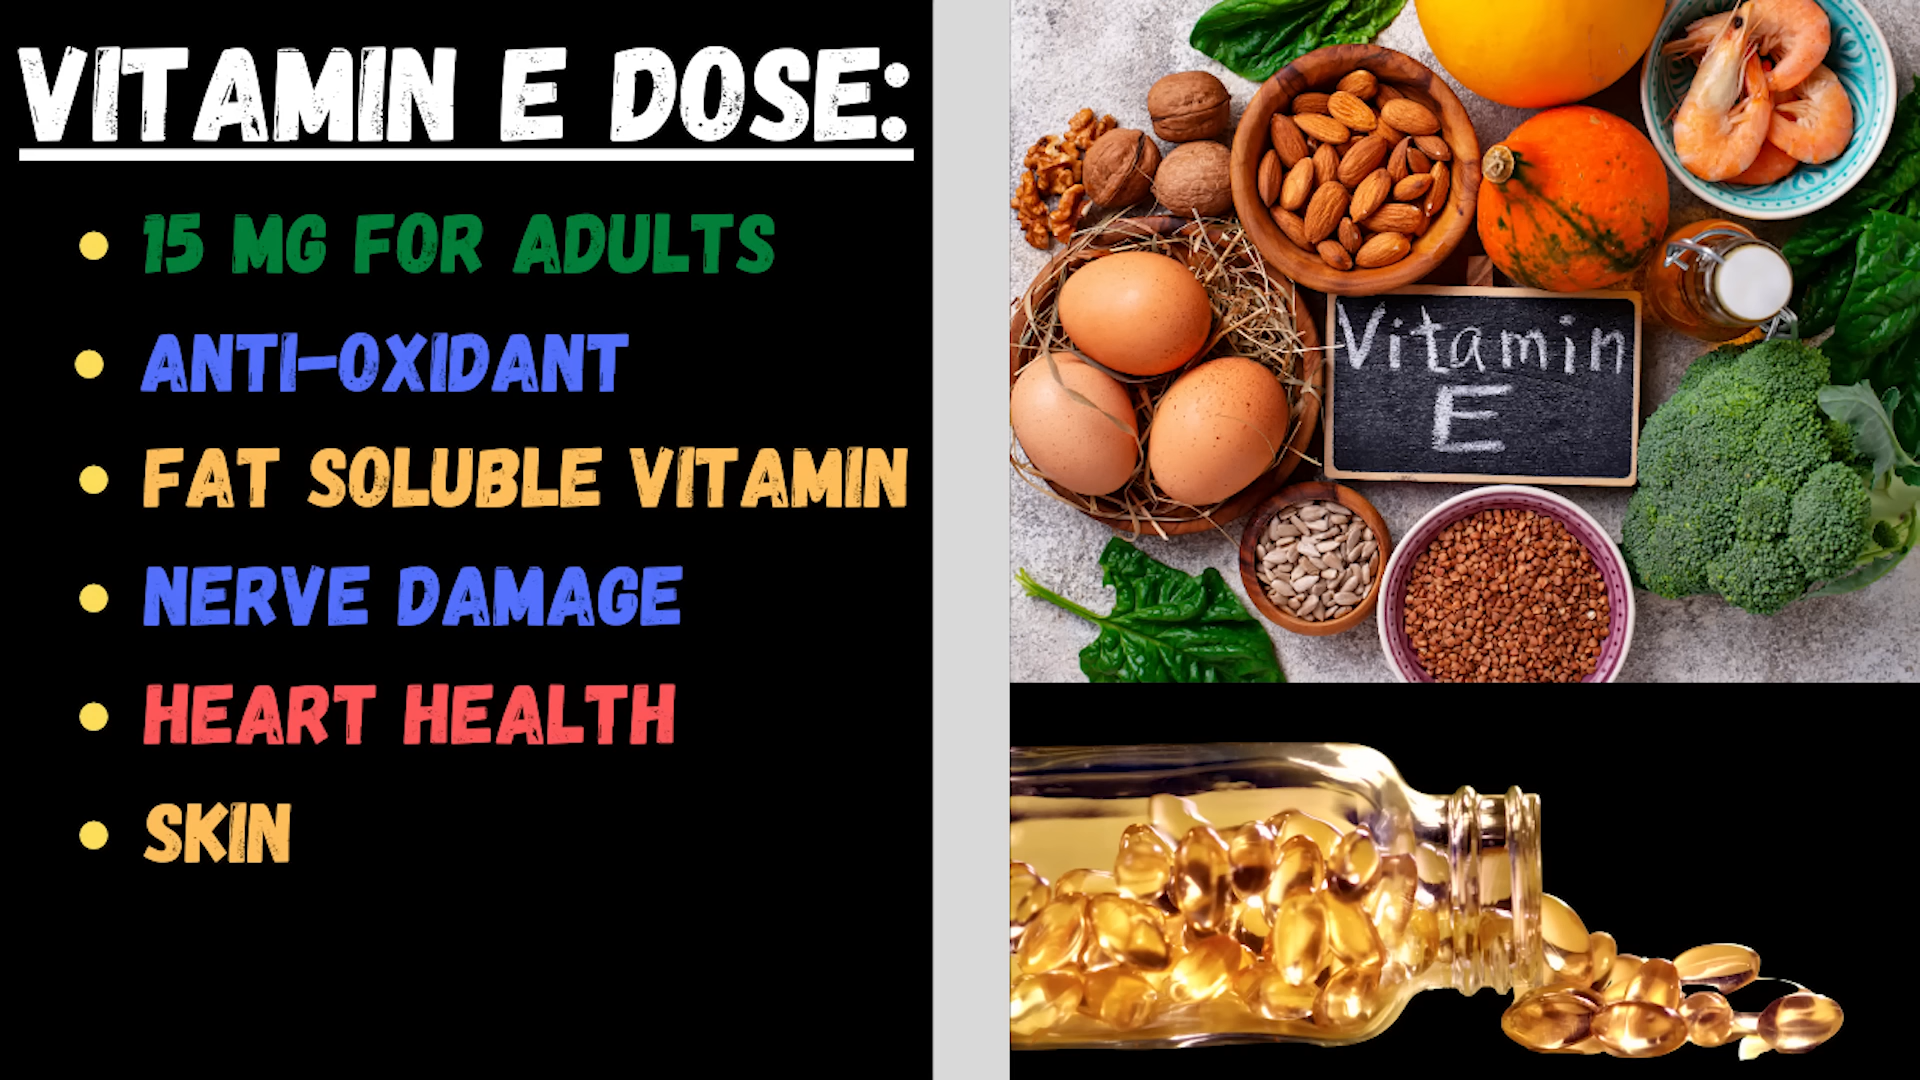 VITAMIN E DOSE:
15 MG FOR ADULTS
ANTI-OXIDANT
FAT SOLUBLE VITAMIN
NERVE DAMAGE
HEART HEALTH
SKIN
Vitamin
E